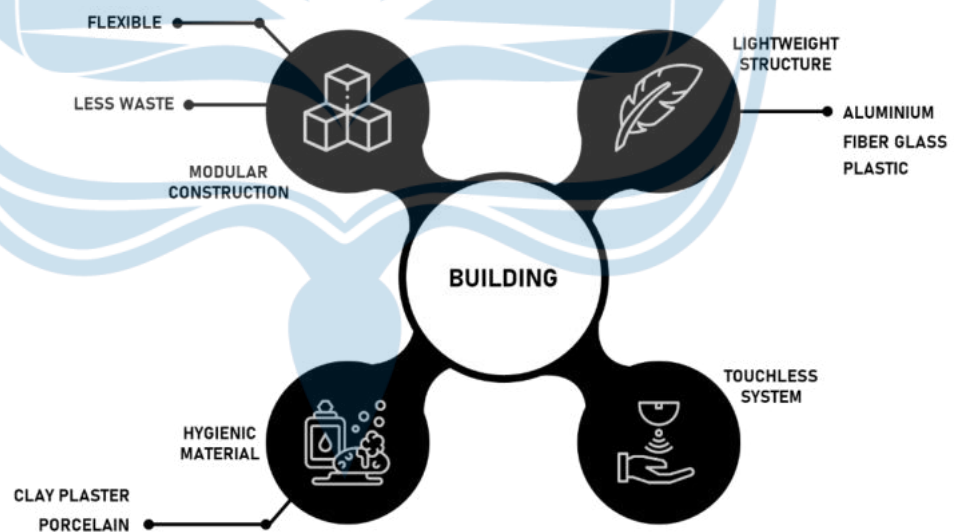 FLEXIBLE
LESS WASTE
MODULAR
CONSTRUCTION
LIGHTWEIGHT
STRUCTURE
ALUMINIUM
FIBER GLASS
PLASTIC
BUILDING
HYGIENIC
MATERIAL
CLAY PLASTER
PORCELAIN
TOUCHLESS
SYSTEM